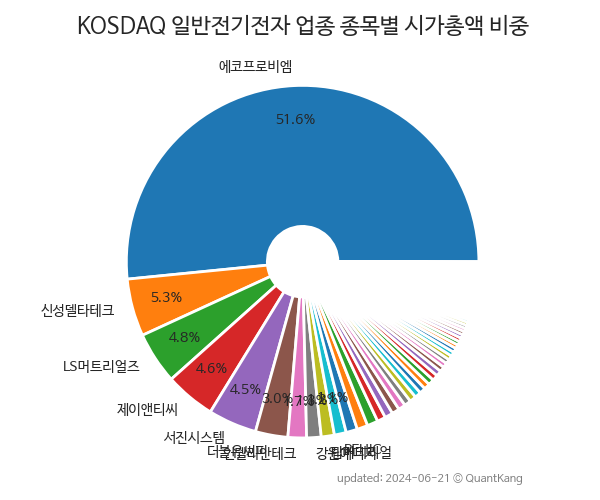 KOSDAQ 일반전기전자 업종 종목별 시가총액 비중
에코프로비엠
51.6%
신성델타테크
5.3%
LS머트리얼즈
4.8%
제이앤티씨
4.6%
서진시스템
4.5%
3.0%
updated: 2024-06-21 © QuantKang